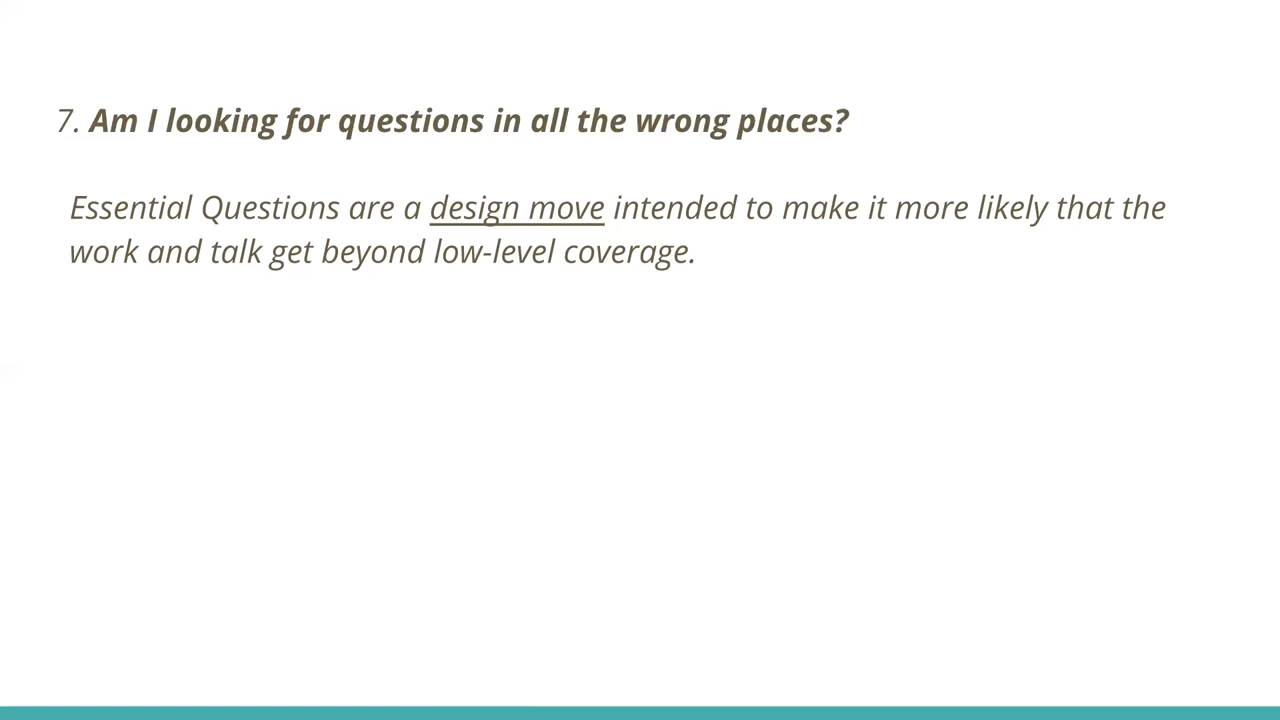 7. Am I looking for questions in all the wrong places?
Essential Questions are a design move intended to make it more likely that the
work and talk get beyond low-level coverage.